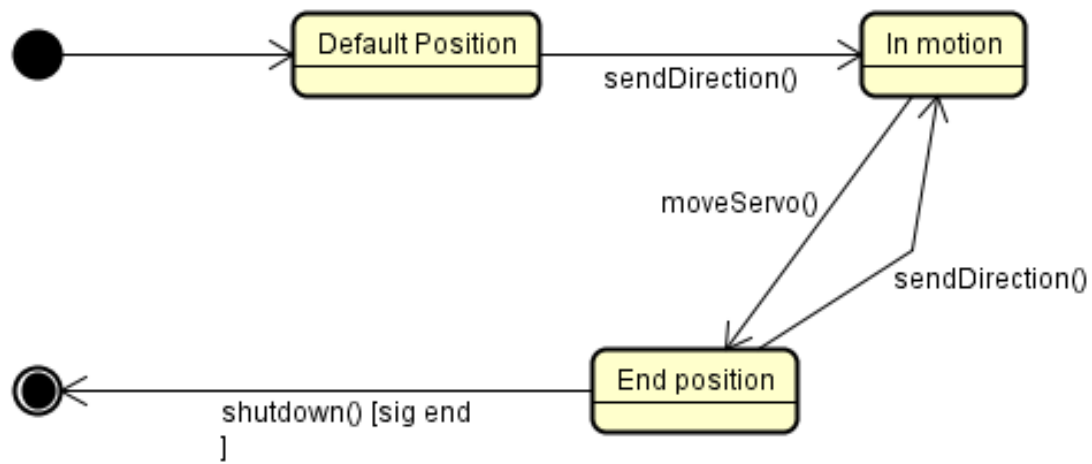 Default Position
In motion
sendDirection()
moveServo()
sendDirection()
End position
shutdown() [sig end
]